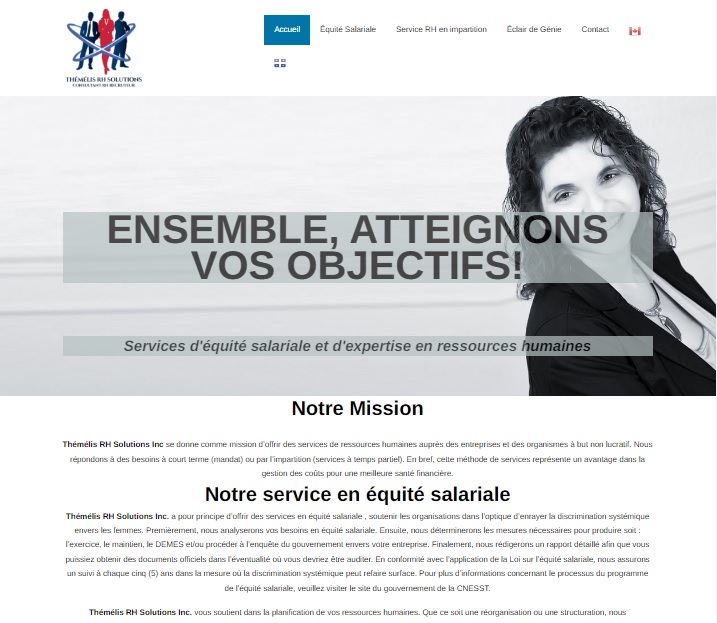 THÉMÉLIS RH SOLUTIONS
CONSULTANT RH RECRUTEUR
Accueil
Équité Salariale
Service RH en impartition
Éclair de Génie
Contact
ENSEMBLE, ATTEIGNONS
VOS OBJECTIFS!
Services d'équité salariale et d'expertise en ressources humaines
Notre Mission
Thémélis RH Solutions Inc se donne comme mission d'offrir des services de ressources humaines auprès des entreprises et des organismes à but non lucratif. Nous
répondons à des besoins à court terme (mandat) ou par l'impartition (services à temps partiel). En bref, cette méthode de services représente un avantage dans la
gestion des coûts pour une meilleure santé financière.
Notre service en équité salariale
Thémélis RH Solutions Inc. a pour principe d'offrir des services en équité salariale , soutenir les organisations dans l'optique d'enrayer la discrimination systémique
envers les femmes. Premièrement, nous analyserons vos besoins en équité salariale. Ensuite, nous déterminerons les mesures nécessaires pour produire soit :
l'exercice, le maintien, le DEMES et/ou procéder à l'enquête du gouvernement envers votre entreprise. Finalement, nous rédigerons un rapport détaillé afin que vous
puissiez obtenir des documents officiels dans l'éventualité où vous devriez être auditer. En conformité avec l'application de la Loi sur l'équité salariale, nous assurons
un suivi à chaque cinq (5) ans dans la mesure où la discrimination systémique peut refaire surface. Pour plus d'informations concernant le processus du programme
de l'équité salariale, veuillez visiter le site du gouvernement de la CNESST.
Thémélis RH Solutions Inc. vous soutient dans la planification de vos ressources humaines. Que ce soit une réorganisation ou une structuration, nous